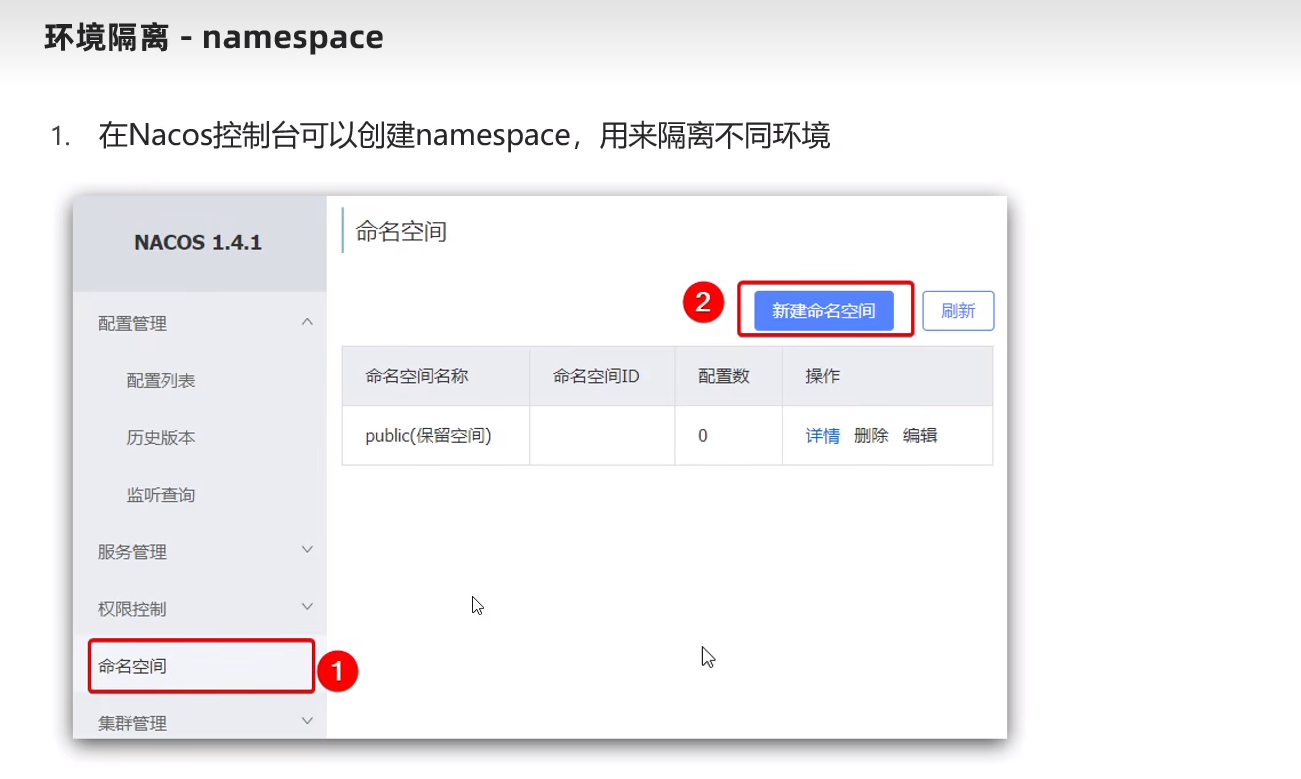 环境隔离 - namespace
1. 在Nacos控制台可以创建namespace，用来隔离不同环境
NACOS 1.4.1
命名空间
配置管理
配置列表
历史版本
监听查询
服务管理
权限控制
命名空间
1
集群管理
2
新建命名空间 刷新
命名空间名称 命名空间ID 配置数 操作
public(保留空间) 0 详情 删除 编辑